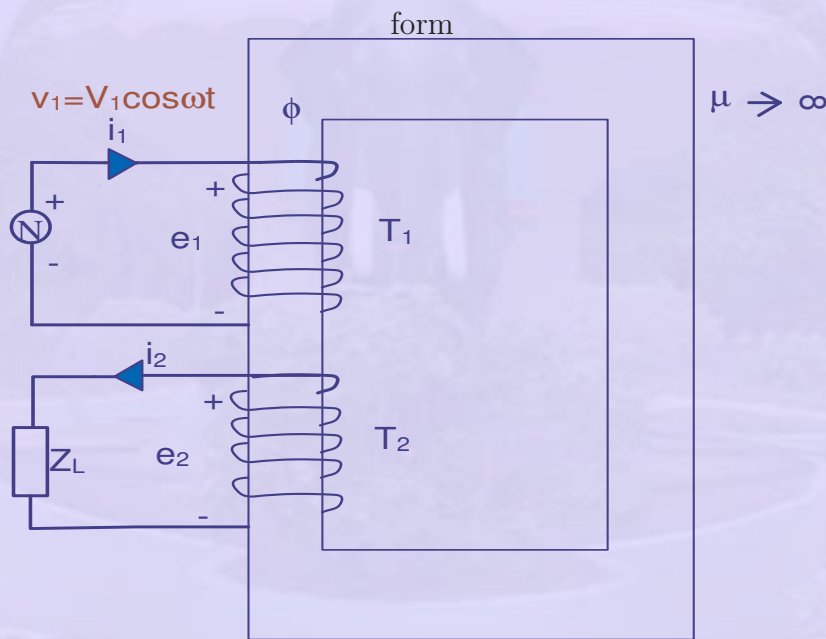 form
v₁=V₁cosωt
ϕ
μ → ∞
i₁
+
+
N
e₁
T₁
-
-
i₂
+
Z_L
e₂
T₂
-